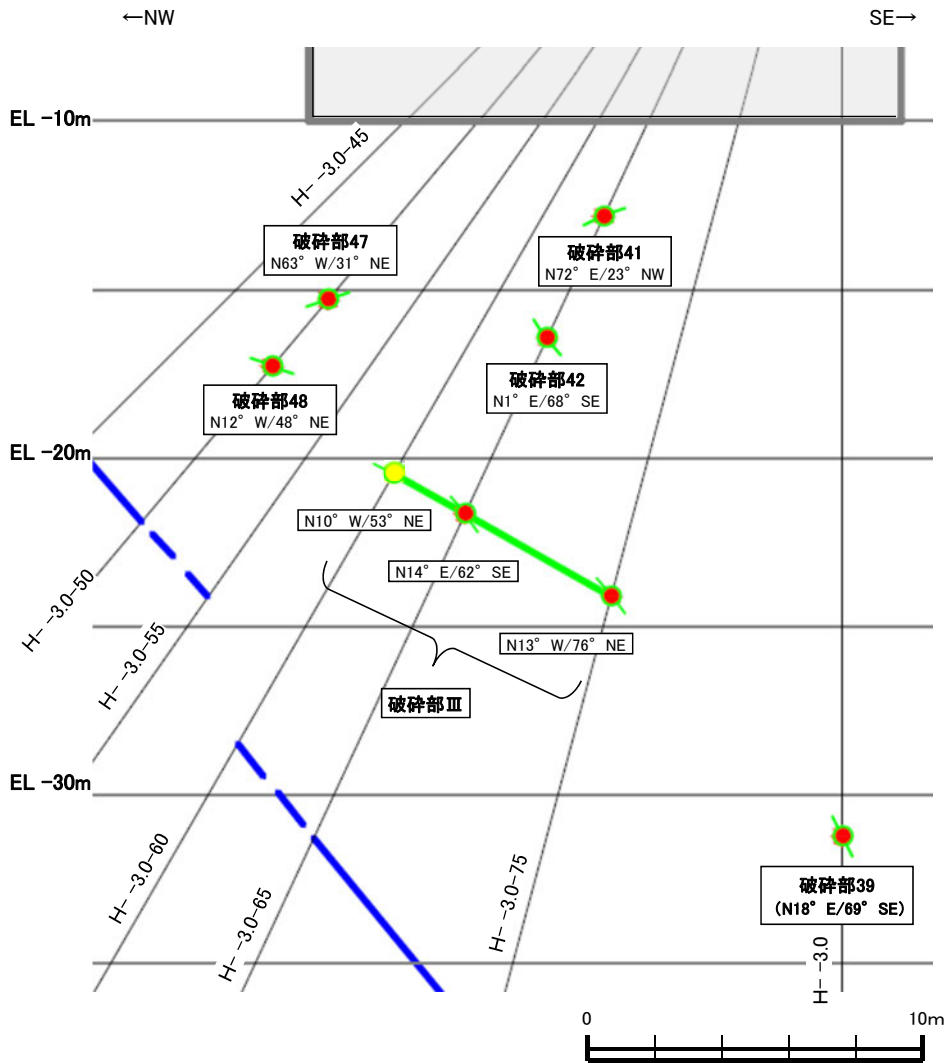 ←NW
SE→
EL -10m
H- -3.0-45
破砕部47
N63° W/31° NE
破砕部41
N72° E/23° NW
破砕部42
N1° E/68° SE
破砕部48
N12° W/48° NE
EL -20m
N10° W/53° NE
N14° E/62° SE
H- -3.0-50
H- -3.0-55
N13° W/76° NE
破砕部Ⅲ
EL -30m
H- -3.0-60
H- -3.0-65
H- -3.0-75
破砕部39
(N18° E/69° SE)
H- -3.0
0
10m